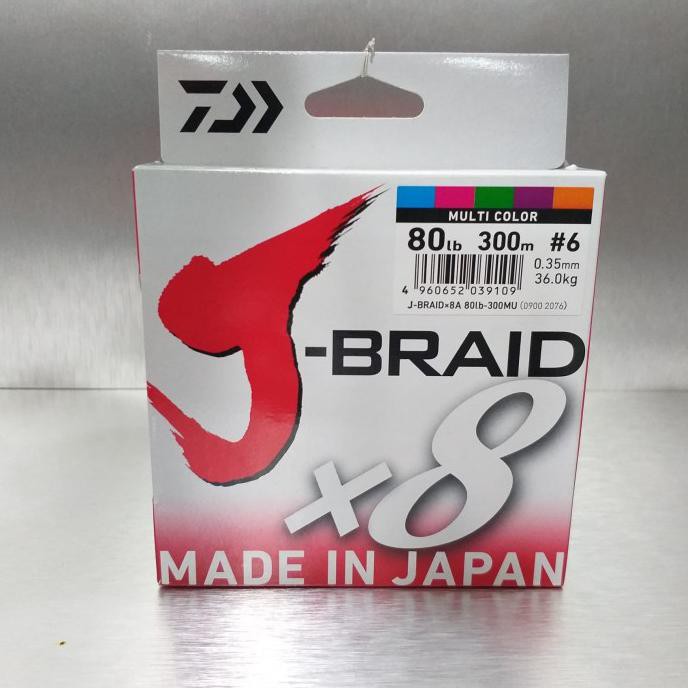 MULTI COLOR
80lb 300m #6
0.35mm
36.0kg
4 960652 039109
J-BRAID×8A 80lb-300MU (0900 2076)
J-BRAID
×8
MADE IN JAPAN